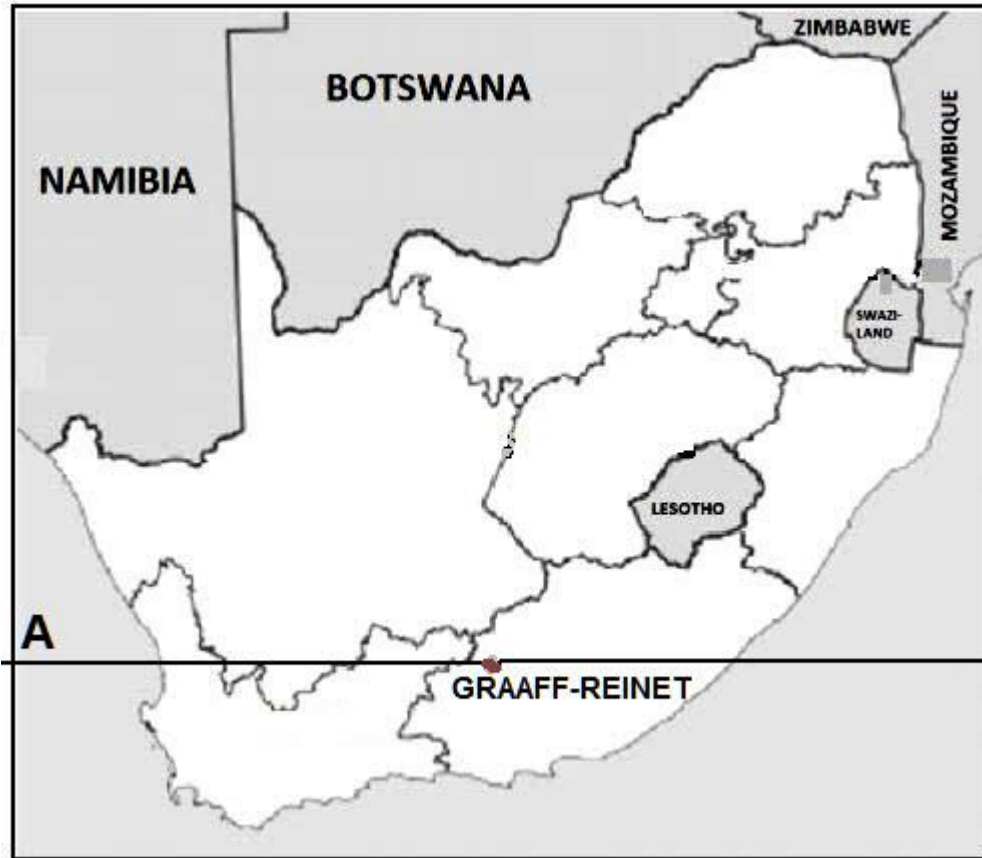 ZIMBABWE
BOTSWANA
MOZAMBIQUE
NAMIBIA
SWAZI-
LAND
LESOTHO
A
GRAAFF-REINET